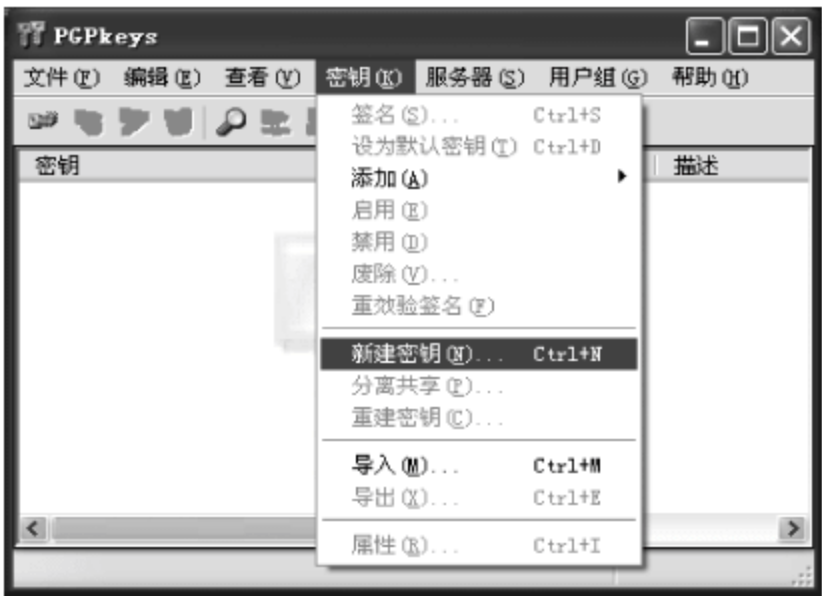 PGPkeys
文件(F) 编辑(E) 查看(V) 密钥(K) 服务器(S) 用户组(G) 帮助(H)
密钥 描述
签名(S)... Ctrl+S
设为默认密钥(T) Ctrl+D
添加(A)
启用(E)
禁用(D)
废除(V)...
重效验签名(F)
新建密钥(N)... Ctrl+N
分离共享(P)...
重建密钥(C)...
导入(M)... Ctrl+M
导出(X)... Ctrl+E
属性(R)... Ctrl+I